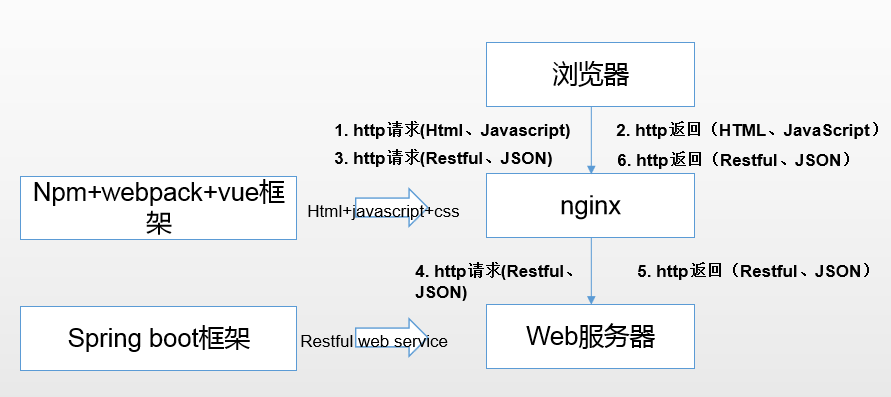 浏览器
1. http请求(Html、Javascript)
2. http返回（HTML、JavaScript）
3. http请求(Restful、JSON)
6. http返回（Restful、JSON）
Npm+webpack+vue框
架
Html+javascript+css
nginx
4. http请求(Restful、
JSON)
5. http返回（Restful、JSON）
Spring boot框架
Restful web service
Web服务器